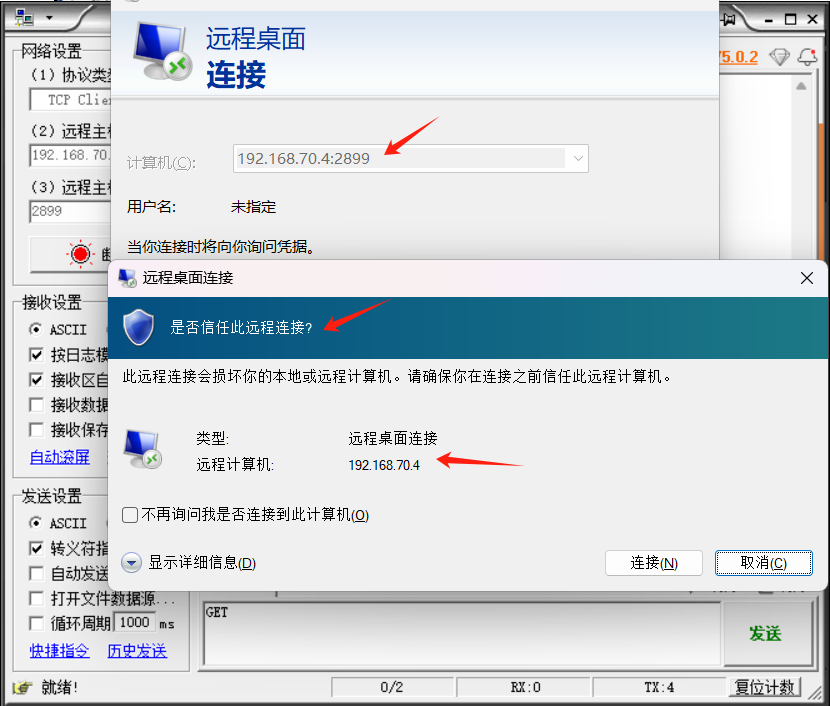 远程桌面
连接
网络设置
5.0.2
(1) 协议类
TCP Clie
(2) 远程主
192.168.70.
计算机(C):
192.168.70.4:2899
(3) 远程主
2899
用户名:
未指定
当你连接时将向你询问凭据。
远程桌面连接
是否信任此远程连接?
此远程连接会损坏你的本地或远程计算机。请确保你在连接之前信任此远程计算机。
类型:
远程桌面连接
远程计算机:
192.168.70.4
不再询问我是否连接到此计算机(O)
显示详细信息(D)
连接(N)
取消(C)
接收设置
ASCII
按日志模
接收区自
接收数据
接收保存
自动滚屏
发送设置
ASCII
转义符指
自动发送
打开文件数据源...
循环周期 1000 ms
快捷指令 历史发送
GET
发送
就绪!
0/2
RX:0
TX:4
复位计数